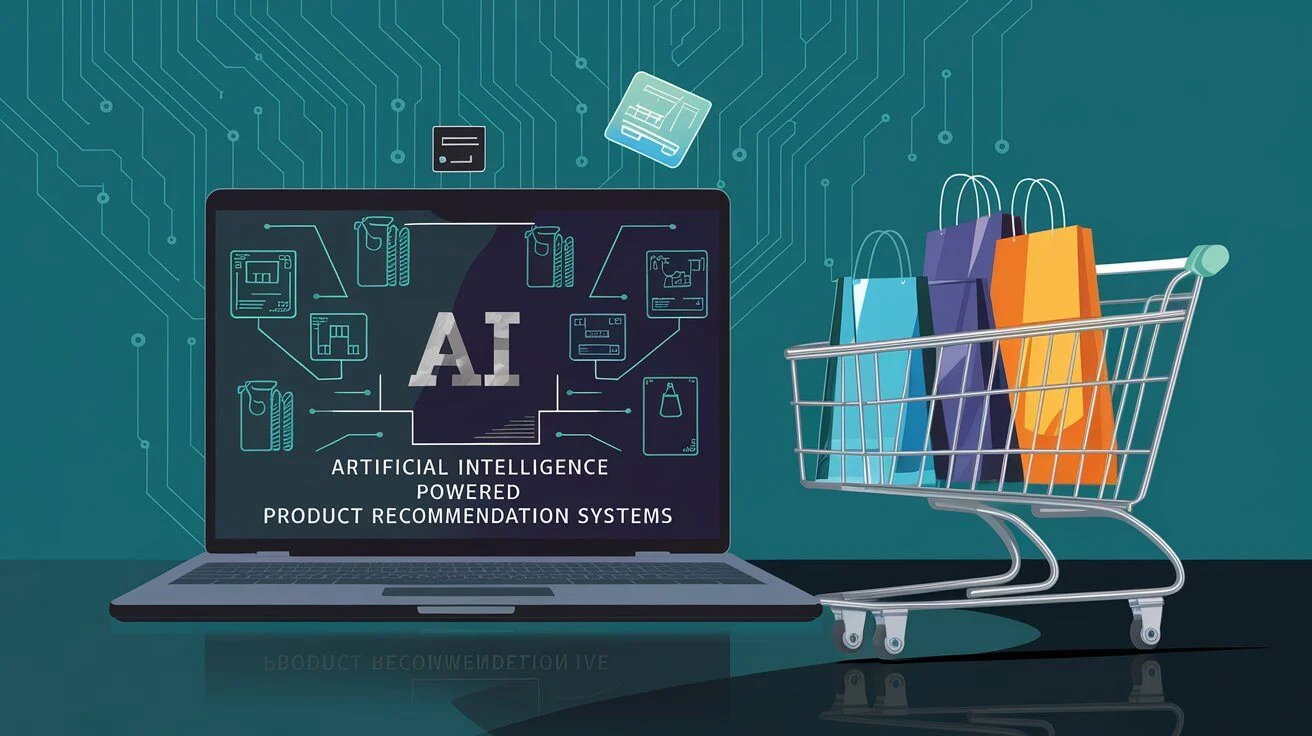 AI
ARTIFICIAL INTELLIGENCE
POWERED
PRODUCT RECOMMENDATION SYSTEMS